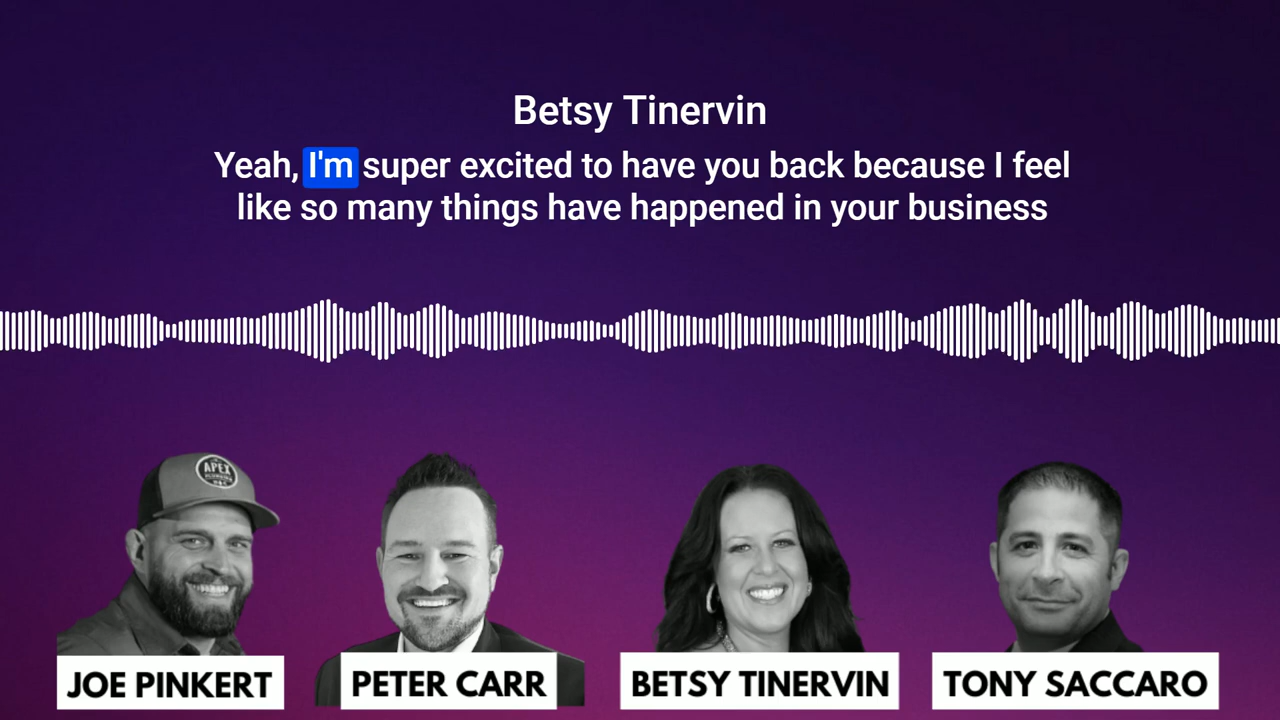 Betsy Tinervin
Yeah, I'm super excited to have you back because I feel
like so many things have happened in your business
APEX
JOE PINKERT
PETER CARR
BETSY TINERVIN
TONY SACCARO